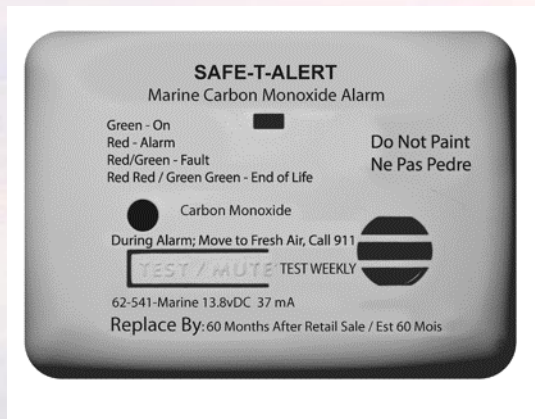 SAFE-T-ALERT
Marine Carbon Monoxide Alarm
Green - On
Red - Alarm
Red/Green - Fault
Red Red / Green Green - End of Life
Do Not Paint
Ne Pas Pedre
Carbon Monoxide
During Alarm; Move to Fresh Air, Call 911
TEST / MUTE TEST WEEKLY
62-541-Marine 13.8vDC 37 mA
Replace By: 60 Months After Retail Sale / Est 60 Mois